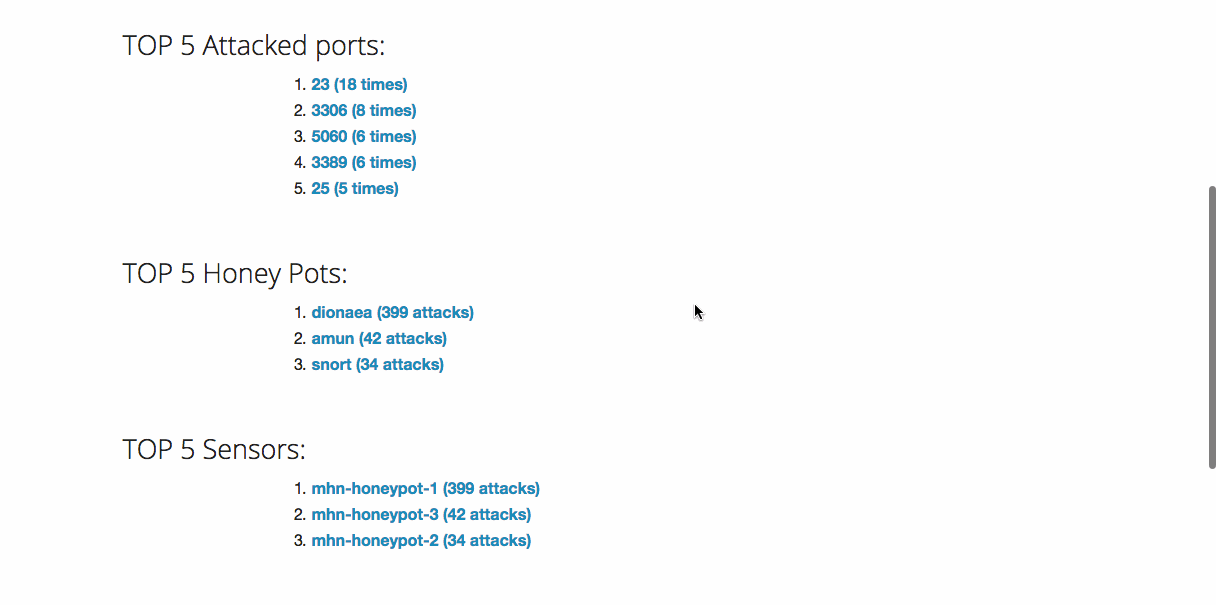 TOP 5 Attacked ports:
1. 23 (18 times)
2. 3306 (8 times)
3. 5060 (6 times)
4. 3389 (6 times)
5. 25 (5 times)
TOP 5 Honey Pots:
1. dionaea (399 attacks)
2. amun (42 attacks)
3. snort (34 attacks)
TOP 5 Sensors:
1. mhn-honeypot-1 (399 attacks)
2. mhn-honeypot-3 (42 attacks)
3. mhn-honeypot-2 (34 attacks)